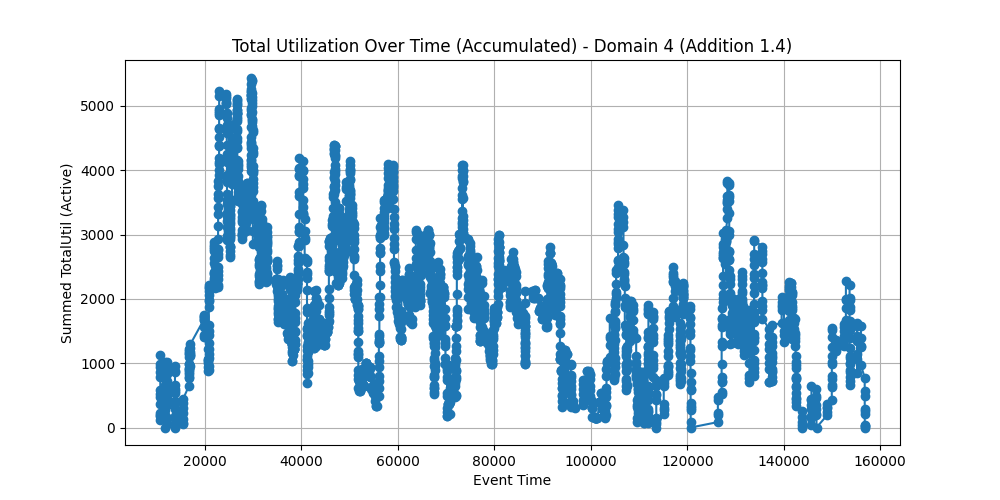 Total Utilization Over Time (Accumulated) - Domain 4 (Addition 1.4)
Summed TotalUtil (Active)
5000
4000
3000
2000
1000
0
20000 40000 60000 80000 100000 120000 140000 160000
Event Time